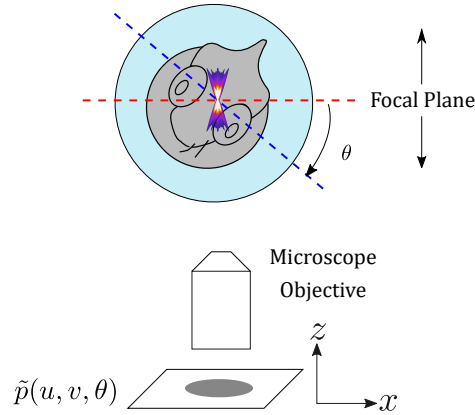 Focal Plane
θ
Microscope
Objective
z
p̃(u, v, θ)
x